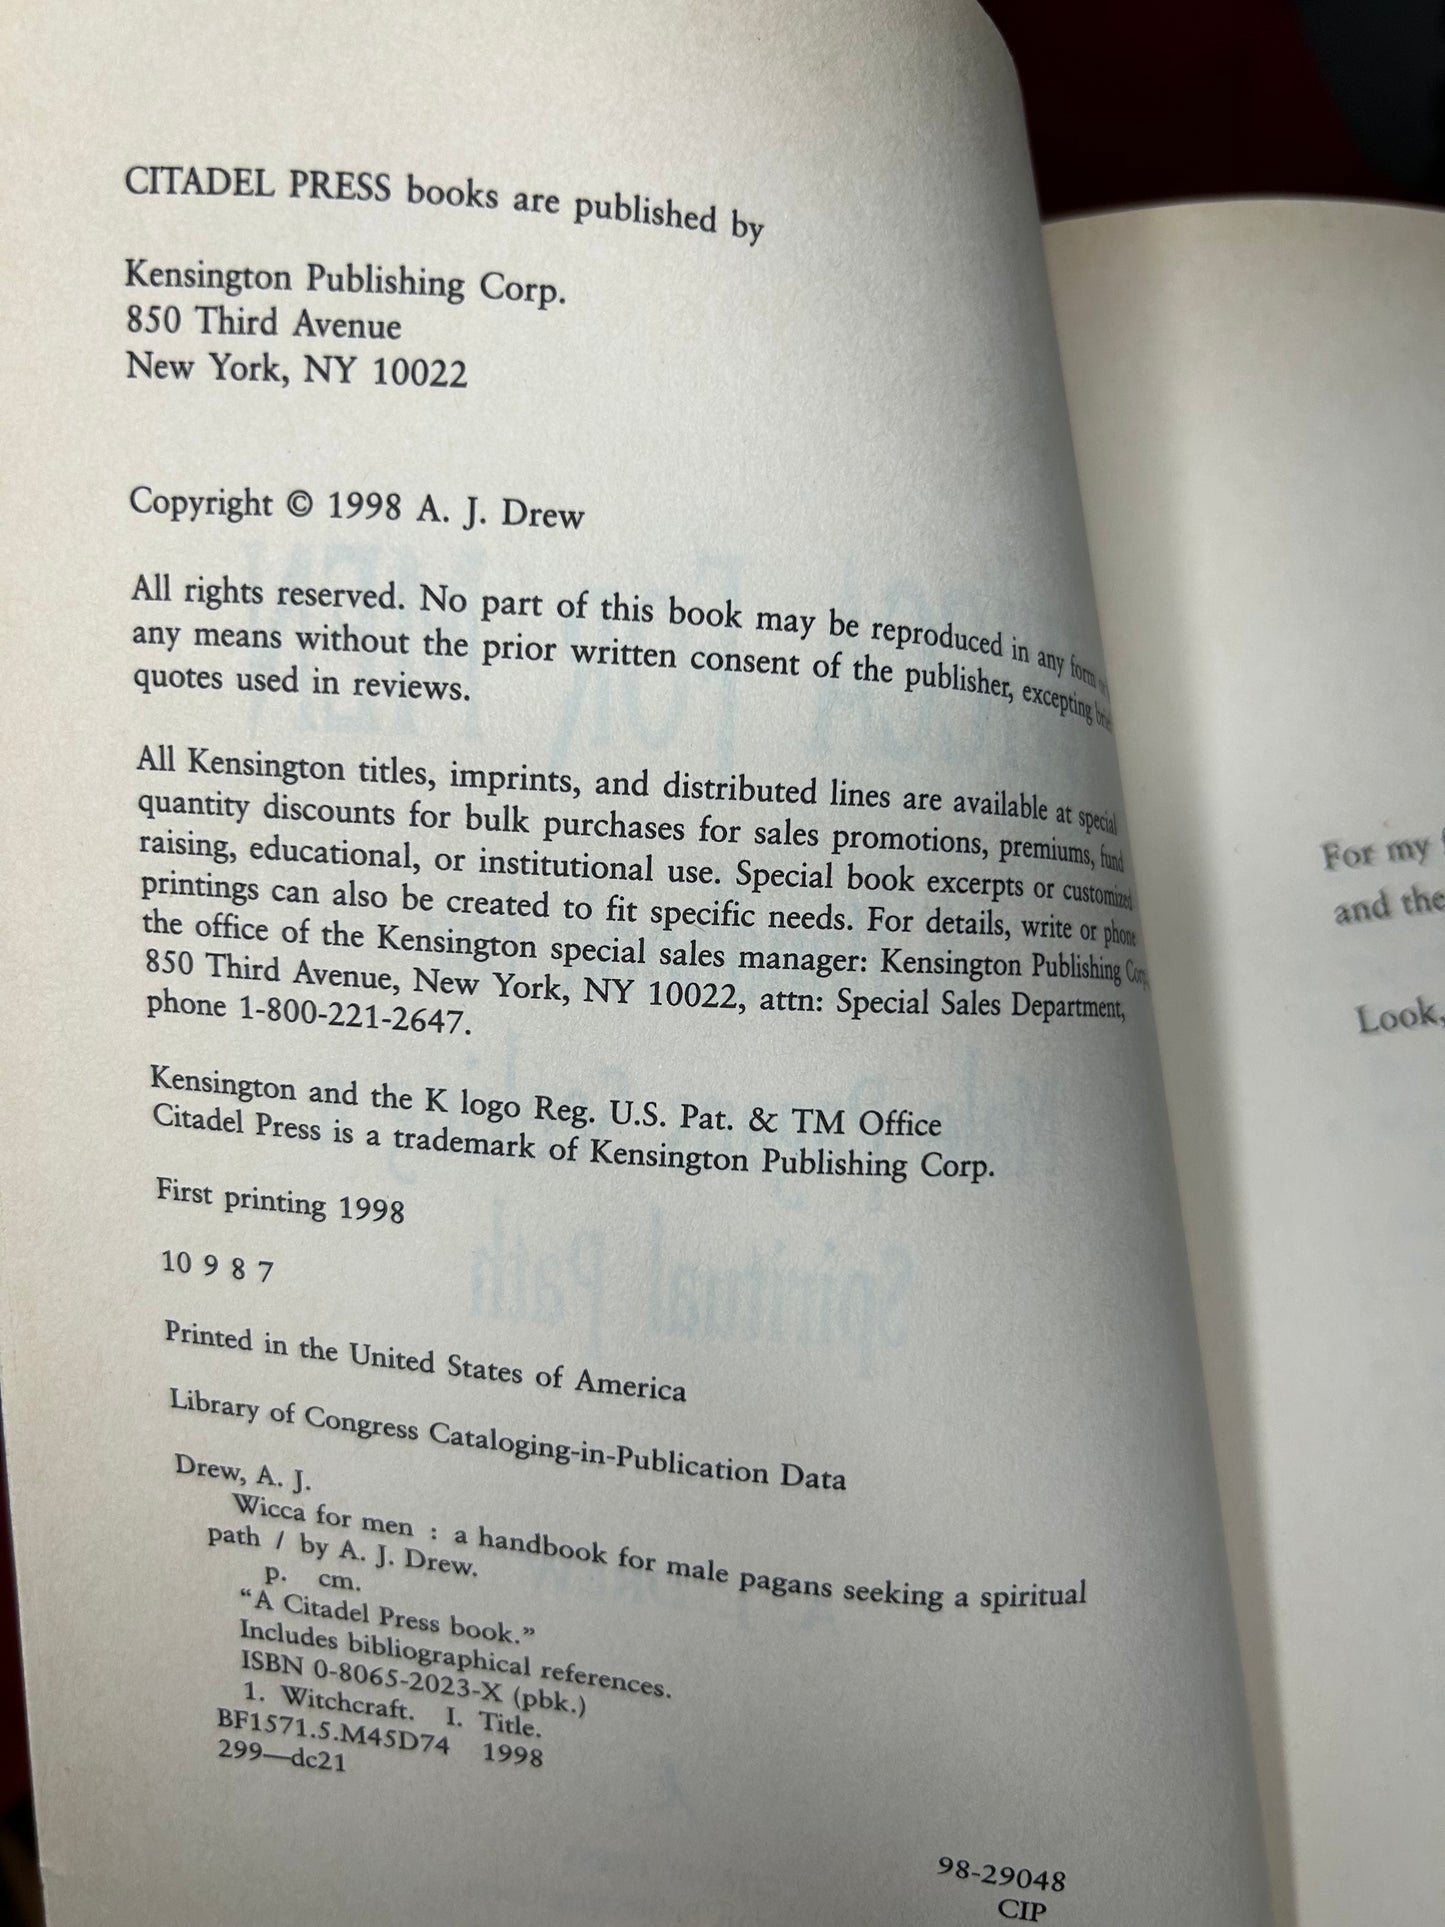 CITADEL PRESS books are published by
Kensington Publishing Corp.
850 Third Avenue
New York, NY 10022
Copyright © 1998 A. J. Drew
All rights reserved. No part of this book may be reproduced in any form
any means without the prior written consent of the publisher, excepting brief
quotes used in reviews.
All Kensington titles, imprints, and distributed lines are available at special
quantity discounts for bulk purchases for sales promotions, premiums, fund
raising, educational, or institutional use. Special book excerpts or customized
printings can also be created to fit specific needs. For details, write or phone
the office of the Kensington special sales manager: Kensington Publishing Corp.
850 Third Avenue, New York, NY 10022, attn: Special Sales Department,
phone 1-800-221-2647.
Kensington and the K logo Reg. U.S. Pat. & TM Office
Citadel Press is a trademark of Kensington Publishing Corp.
First printing 1998
10 9 8 7
Printed in the United States of America
Library of Congress Cataloging-in-Publication Data
Drew, A. J.
Wicca for men : a handbook for male pagans seeking a spiritual
path / by A. J. Drew.
p. cm.
"A Citadel Press book."
Includes bibliographical references.
ISBN 0-8065-2023-X (pbk.)
1. Witchcraft. I. Title.
BF1571.5.M45D74 1998
299—dc21
98-29048
CIP
For my
and the
Look,